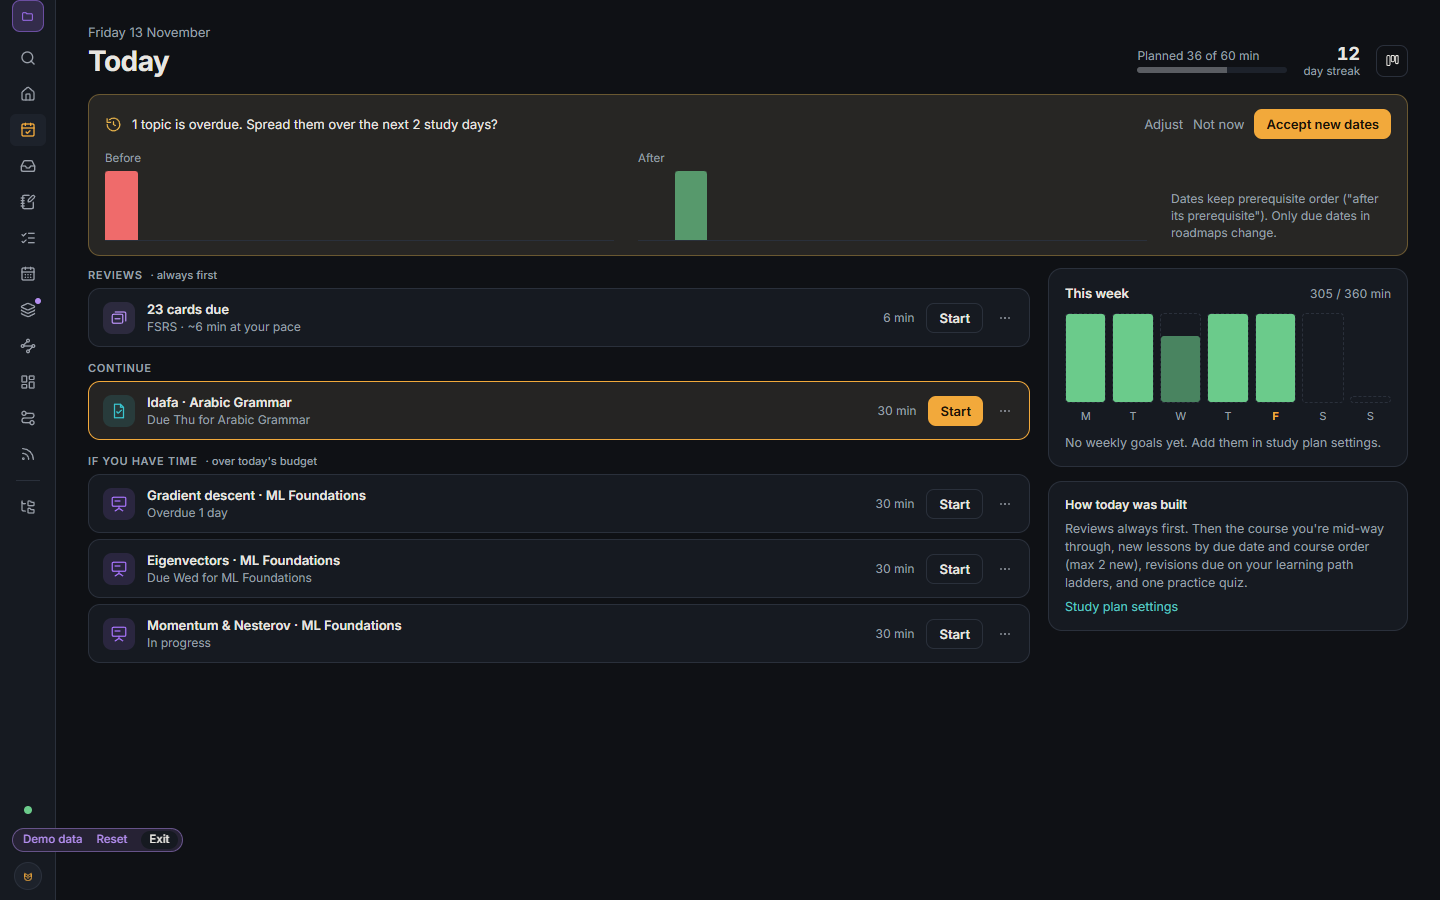 Friday 13 November
Today
Planned 36 of 60 min
12
day streak
1 topic is overdue. Spread them over the next 2 study days?
Adjust
Not now
Accept new dates
Before
After
Dates keep prerequisite order ("after
its prerequisite"). Only due dates in
roadmaps change.
REVIEWS · always first
23 cards due
FSRS · ~6 min at your pace
6 min
Start
CONTINUE
Idafa · Arabic Grammar
Due Thu for Arabic Grammar
30 min
Start
IF YOU HAVE TIME · over today's budget
Gradient descent · ML Foundations
Overdue 1 day
30 min
Start
Eigenvectors · ML Foundations
Due Wed for ML Foundations
30 min
Start
Momentum & Nesterov · ML Foundations
In progress
30 min
Start
This week
305 / 360 min
M T W T F S S
No weekly goals yet. Add them in study plan settings.
How today was built
Reviews always first. Then the course you're mid-way
through, new lessons by due date and course order
(max 2 new), revisions due on your learning path
ladders, and one practice quiz.
Study plan settings
Demo data Reset Exit